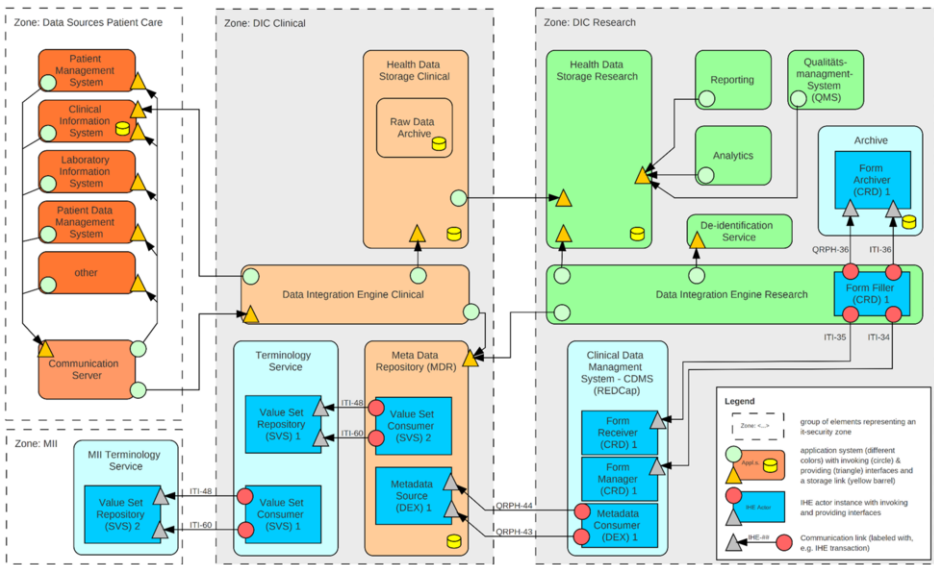 Zone: Data Sources Patient Care
Patient
Management
System
Clinical
Information
System
Laboratory
Information
System
Patient Data
Management
System
other
Communication
Server
Zone: MII
MII Terminology
Service
Value Set
Repository
(SVS) 2
ITI-48
ITI-60
Zone: DIC Clinical
Health Data
Storage Clinical
Raw Data
Archive
Data Integration Engine Clinical
Terminology
Service
Value Set
Repository
(SVS) 1
Value Set
Consumer
(SVS) 1
ITI-48
ITI-60
Meta Data
Repository (MDR)
Value Set
Consumer
(SVS) 2
Metadata
Source
(DEX) 1
QRPH-44
QRPH-43
Zone: DIC Research
Health Data
Storage Research
Reporting
Qualitäts-
managment-
System
(QMS)
Analytics
De-identification
Service
Archive
Form
Archiver
(CRD) 1
QRPH-36
ITI-36
Data Integration Engine Research
Form Filler
(CRD) 1
ITI-35
ITI-34
Clinical Data
Managment
System - CDMS
(REDCap)
Form
Receiver
(CRD) 1
Form
Manager
(CRD) 1
Metadata
Consumer
(DEX) 1
Legend
Zone: <...>
group of elements representing an
it-security zone
Appl.s.
application system (different
colors) with invoking (circle) &
providing (triangle) interfaces and
a storage link (yellow barrel)
IHE Actor
IHE actor instance with invoking
and providing interfaces
IHE-##
Communication link (labeled with,
e.g. IHE transaction)